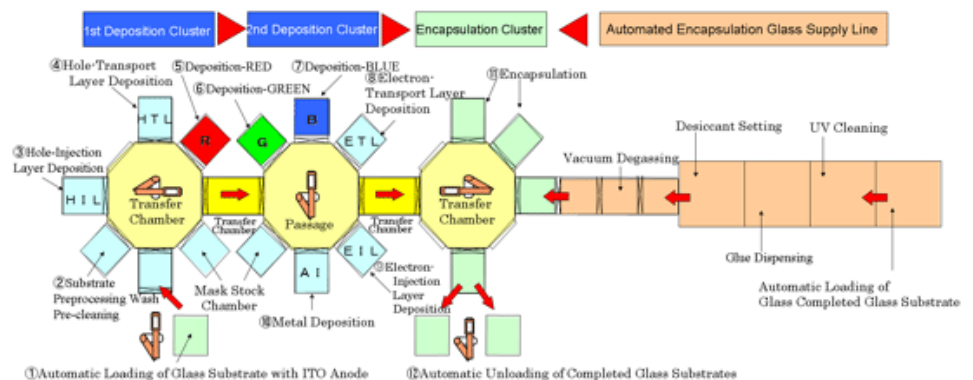 1st Deposition Cluster
2nd Deposition Cluster
Encapsulation Cluster
Automated Encapsulation Glass Supply Line
④Hole-Transport
Layer Deposition
⑤Deposition-RED
⑥Deposition-GREEN
⑦Deposition-BLUE
⑧Electron-
Transport Layer
Deposition
⑪Encapsulation
③Hole-Injection
Layer Deposition
HTL
R
G
B
ETL
HIL
Transfer
Chamber
Transfer
Chamber
Passage
Transfer
Chamber
Transfer
Chamber
Vacuum Degassing
Desiccant Setting
UV Cleaning
Glue Dispensing
Automatic Loading of
Glass Completed Glass Substrate
②Substrate
Preprocessing Wash
Pre-cleaning
Mask Stock
Chamber
AI
EIL
⑨Electron-
Injection
Layer
Deposition
⑩Metal Deposition
①Automatic Loading of Glass Substrate with ITO Anode
⑫Automatic Unloading of Completed Glass Substrates